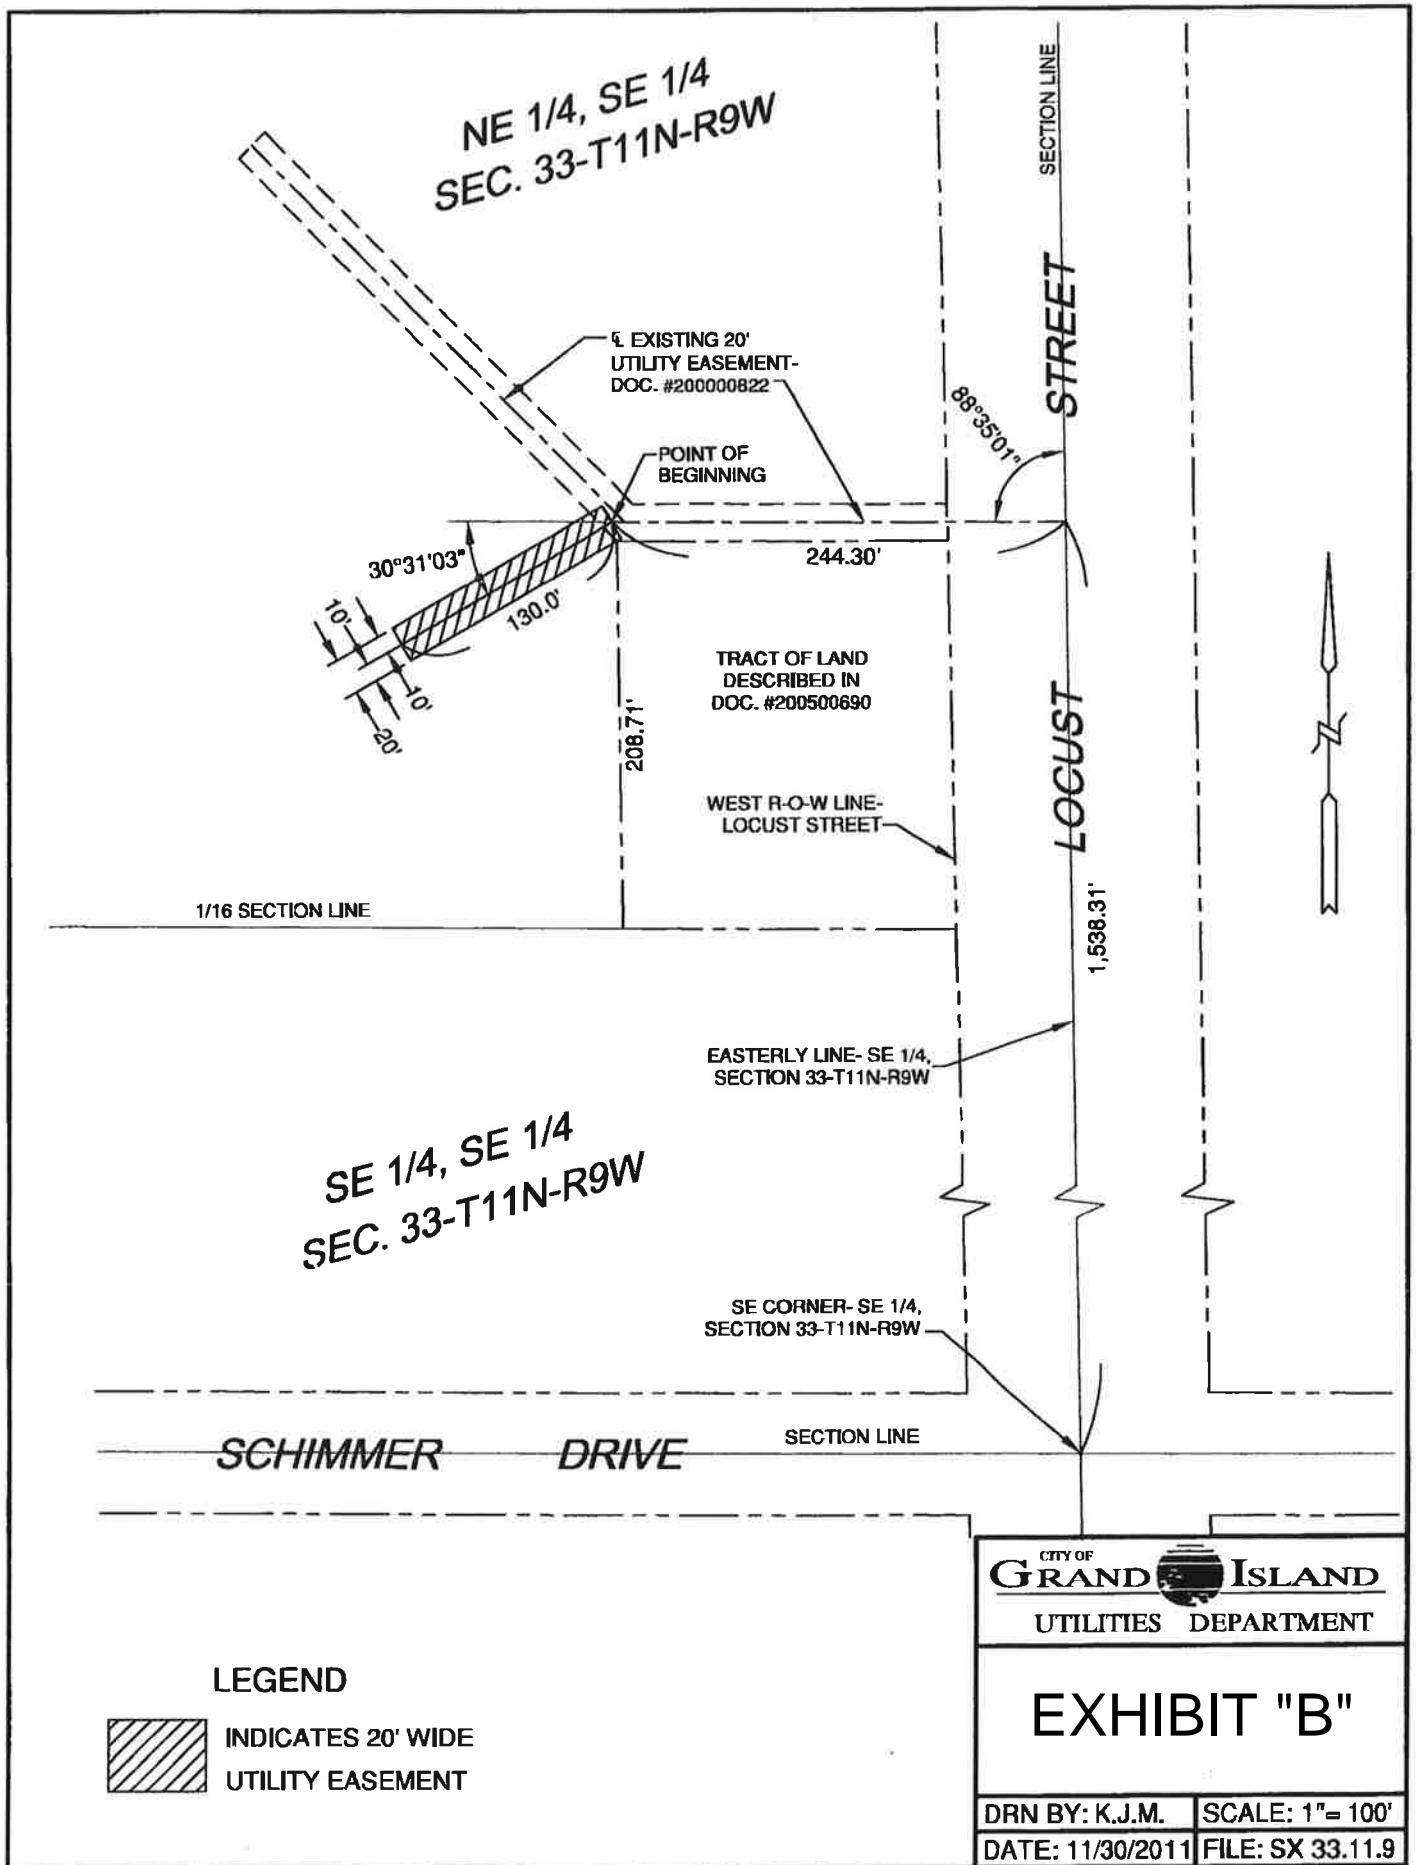 NE 1/4, SE 1/4
SEC. 33-T11N-R9W
SECTION LINE
STREET
℄ EXISTING 20'
UTILITY EASEMENT-
DOC. #200000822
88°35'01"
POINT OF
BEGINNING
30°31'03"
244.30'
130.0'
10'
10'
20'
TRACT OF LAND
DESCRIBED IN
DOC. #200500690
208.71'
LOCUST
WEST R-O-W LINE-
LOCUST STREET
1/16 SECTION LINE
1,538.31'
EASTERLY LINE- SE 1/4,
SECTION 33-T11N-R9W
SE 1/4, SE 1/4
SEC. 33-T11N-R9W
SE CORNER- SE 1/4,
SECTION 33-T11N-R9W
SCHIMMER DRIVE
SECTION LINE
CITY OF
GRAND ISLAND
UTILITIES DEPARTMENT
LEGEND
INDICATES 20' WIDE
UTILITY EASEMENT
EXHIBIT "B"
DRN BY: K.J.M.
SCALE: 1"= 100'
DATE: 11/30/2011
FILE: SX 33.11.9